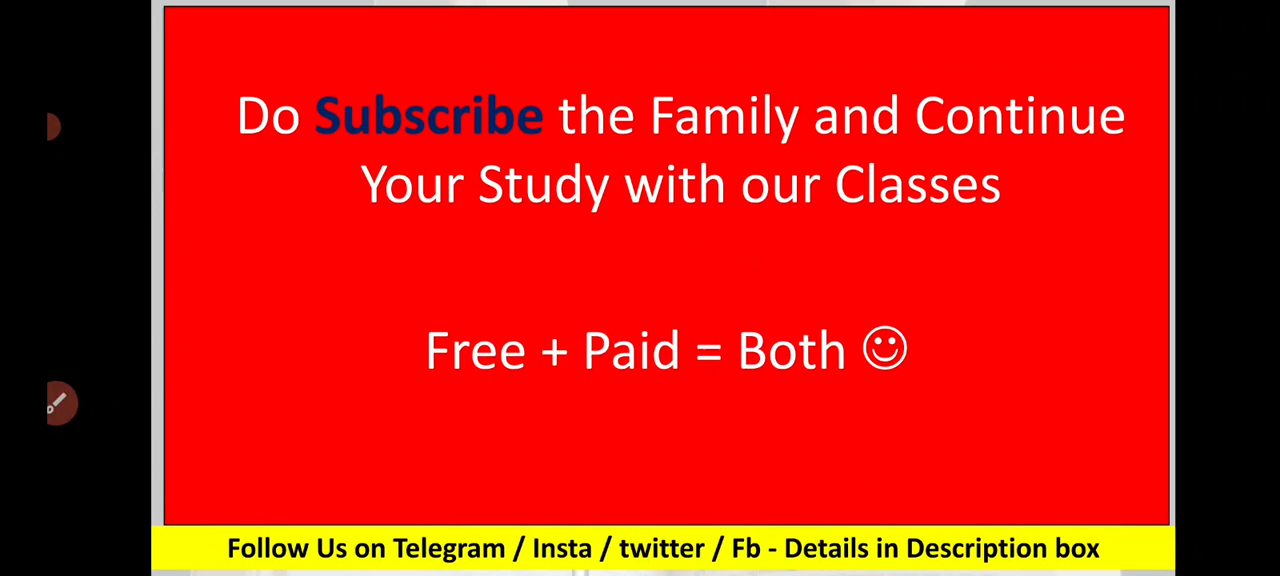 Do Subscribe the Family and Continue
Your Study with our Classes
Free + Paid = Both ☺
Follow Us on Telegram / Insta / twitter / Fb - Details in Description box